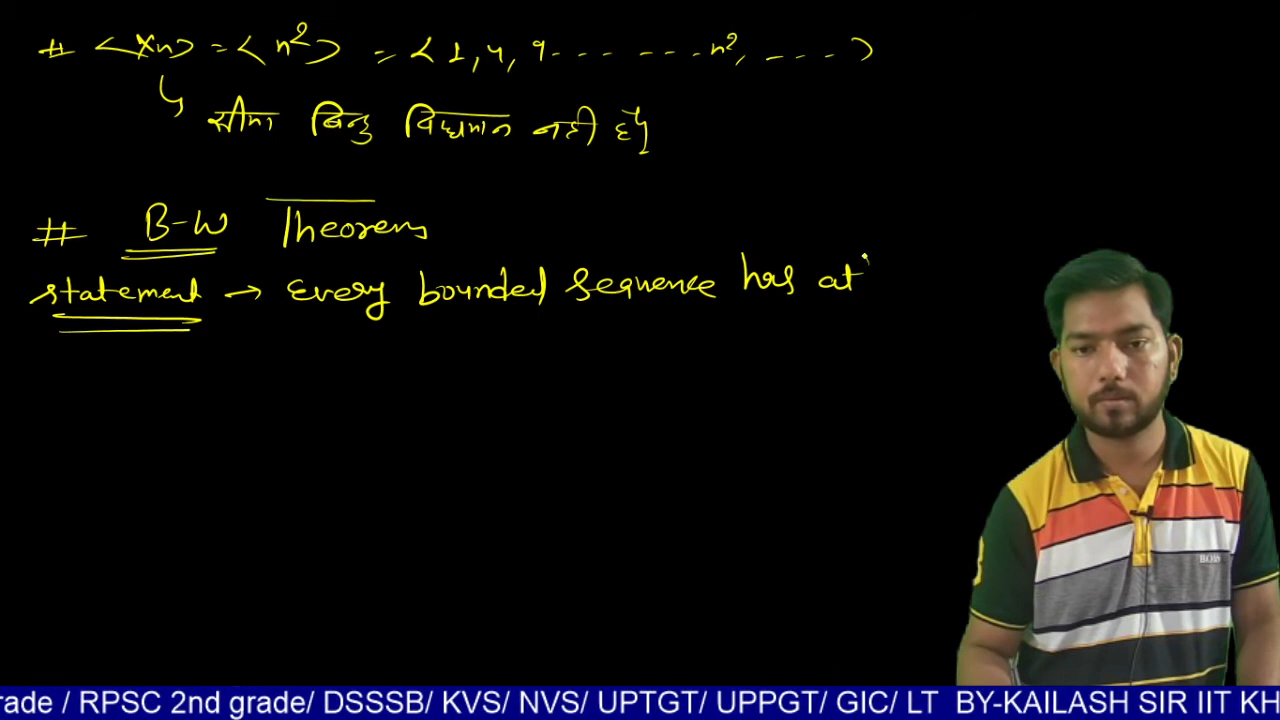 # <xn> = <n²> = <1, 4, 9 - - - - - - - n², - - - - >
↳ सीमा बिन्दु विद्यमान नहीं है
# B-W Theorem
statement → Every bounded sequence has at
BOSS
rade / RPSC 2nd grade/ DSSSB/ KVS/ NVS/ UPTGT/ UPPGT/ GIC/ LT BY-KAILASH SIR IIT KH